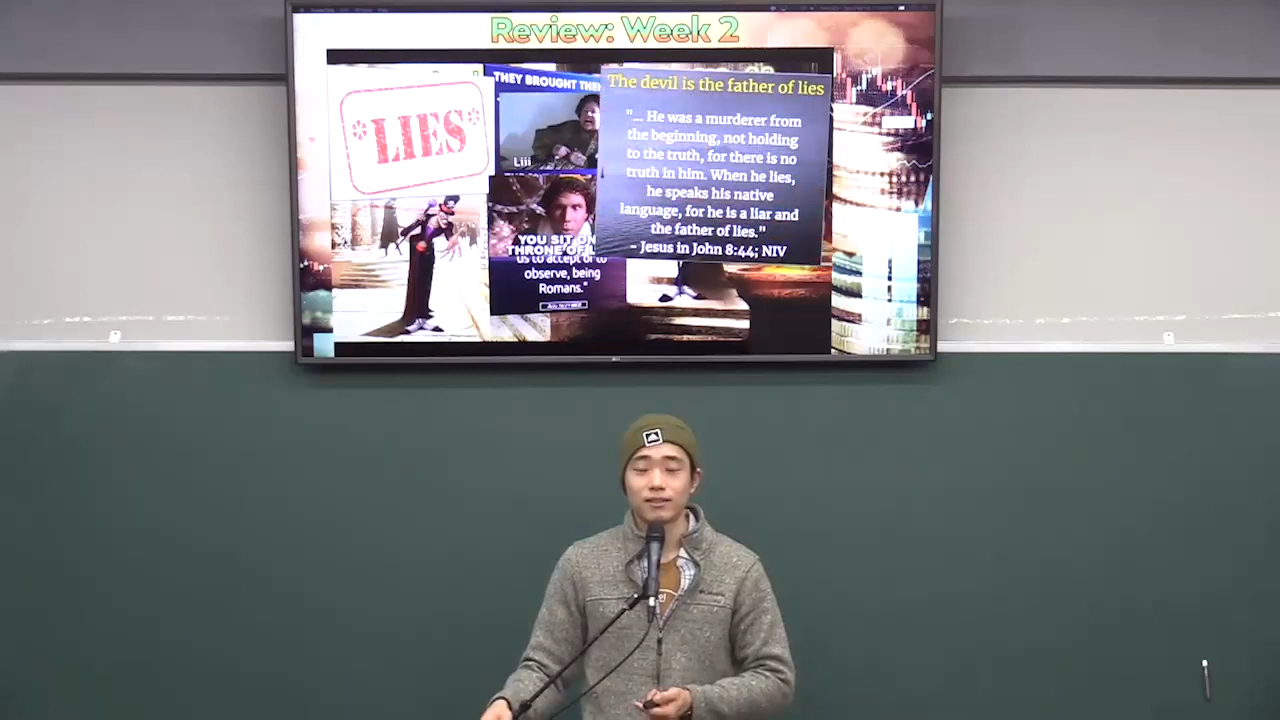 Review: Week 2
*LIES*
THEY BROUGHT
Liii
YOU SIT ON
THRONE OF
us to accept or to
observe, being
Romans."
The devil is the father of lies
"... He was a murderer from
the beginning, not holding
to the truth, for there is no
truth in him. When he lies,
he speaks his native
language, for he is a liar and
the father of lies."
- Jesus in John 8:44; NIV
인